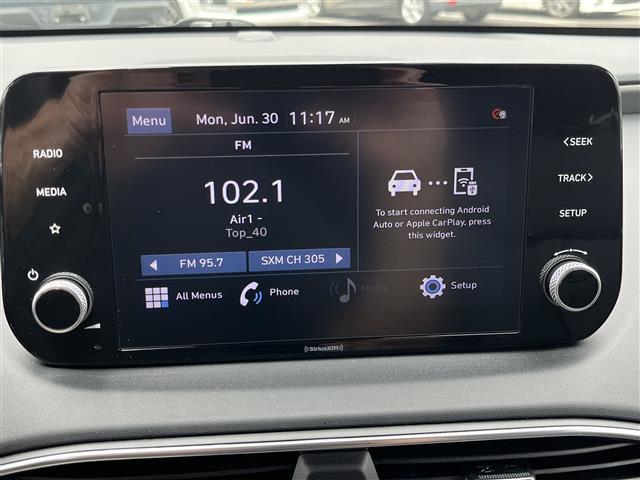 Menu Mon, Jun. 30 11:17 AM
RADIO
MEDIA
FM
102.1
Air1 -
Top_40
FM 95.7 SXM CH 305
To start connecting Android
Auto or Apple CarPlay, press
this widget.
All Menus Phone Media Setup
SEEK
TRACK
SETUP
SiriusXM